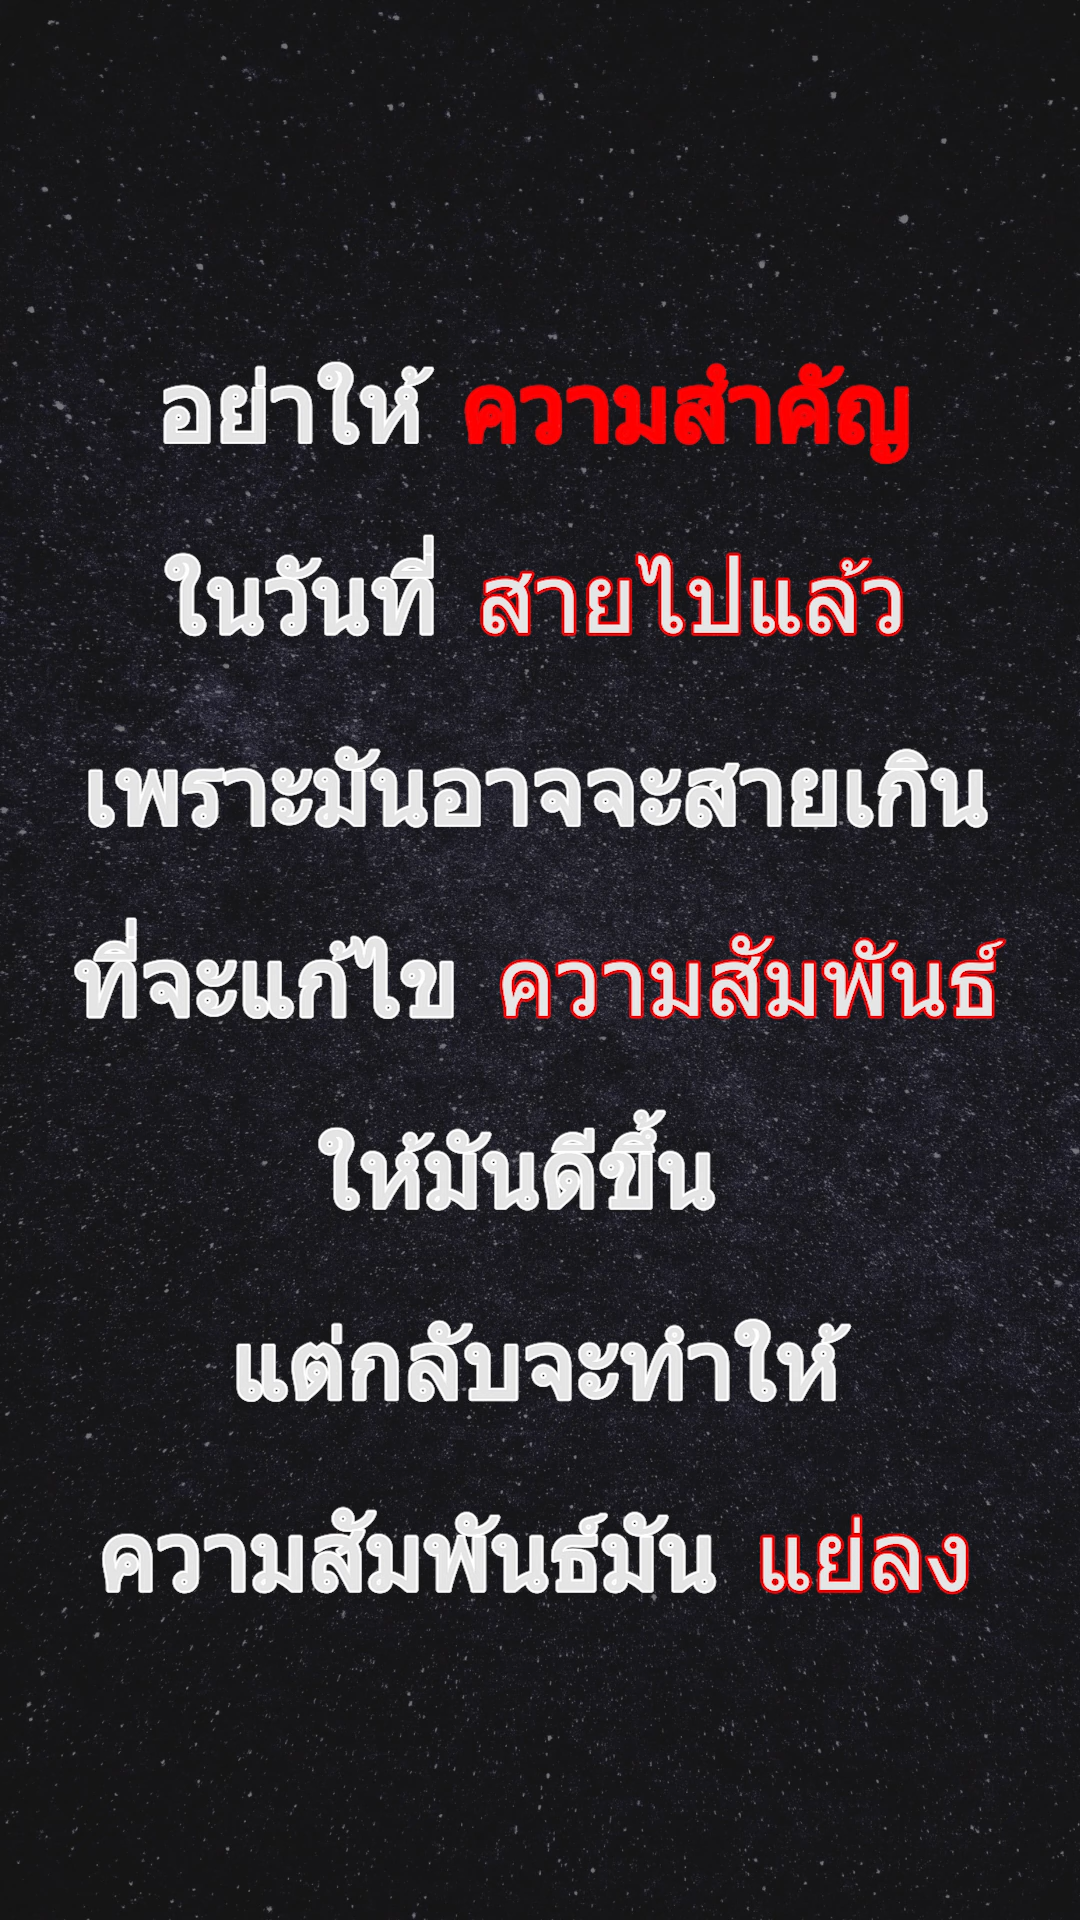 อย่าให้ ความสำคัญ
ในวันที่ สายไปแล้ว
เพราะมันอาจจะสายเกิน
ที่จะแก้ไข ความสัมพันธ์
ให้มันดีขึ้น
แต่กลับจะทำให้
ความสัมพันธ์มัน แย่ลง